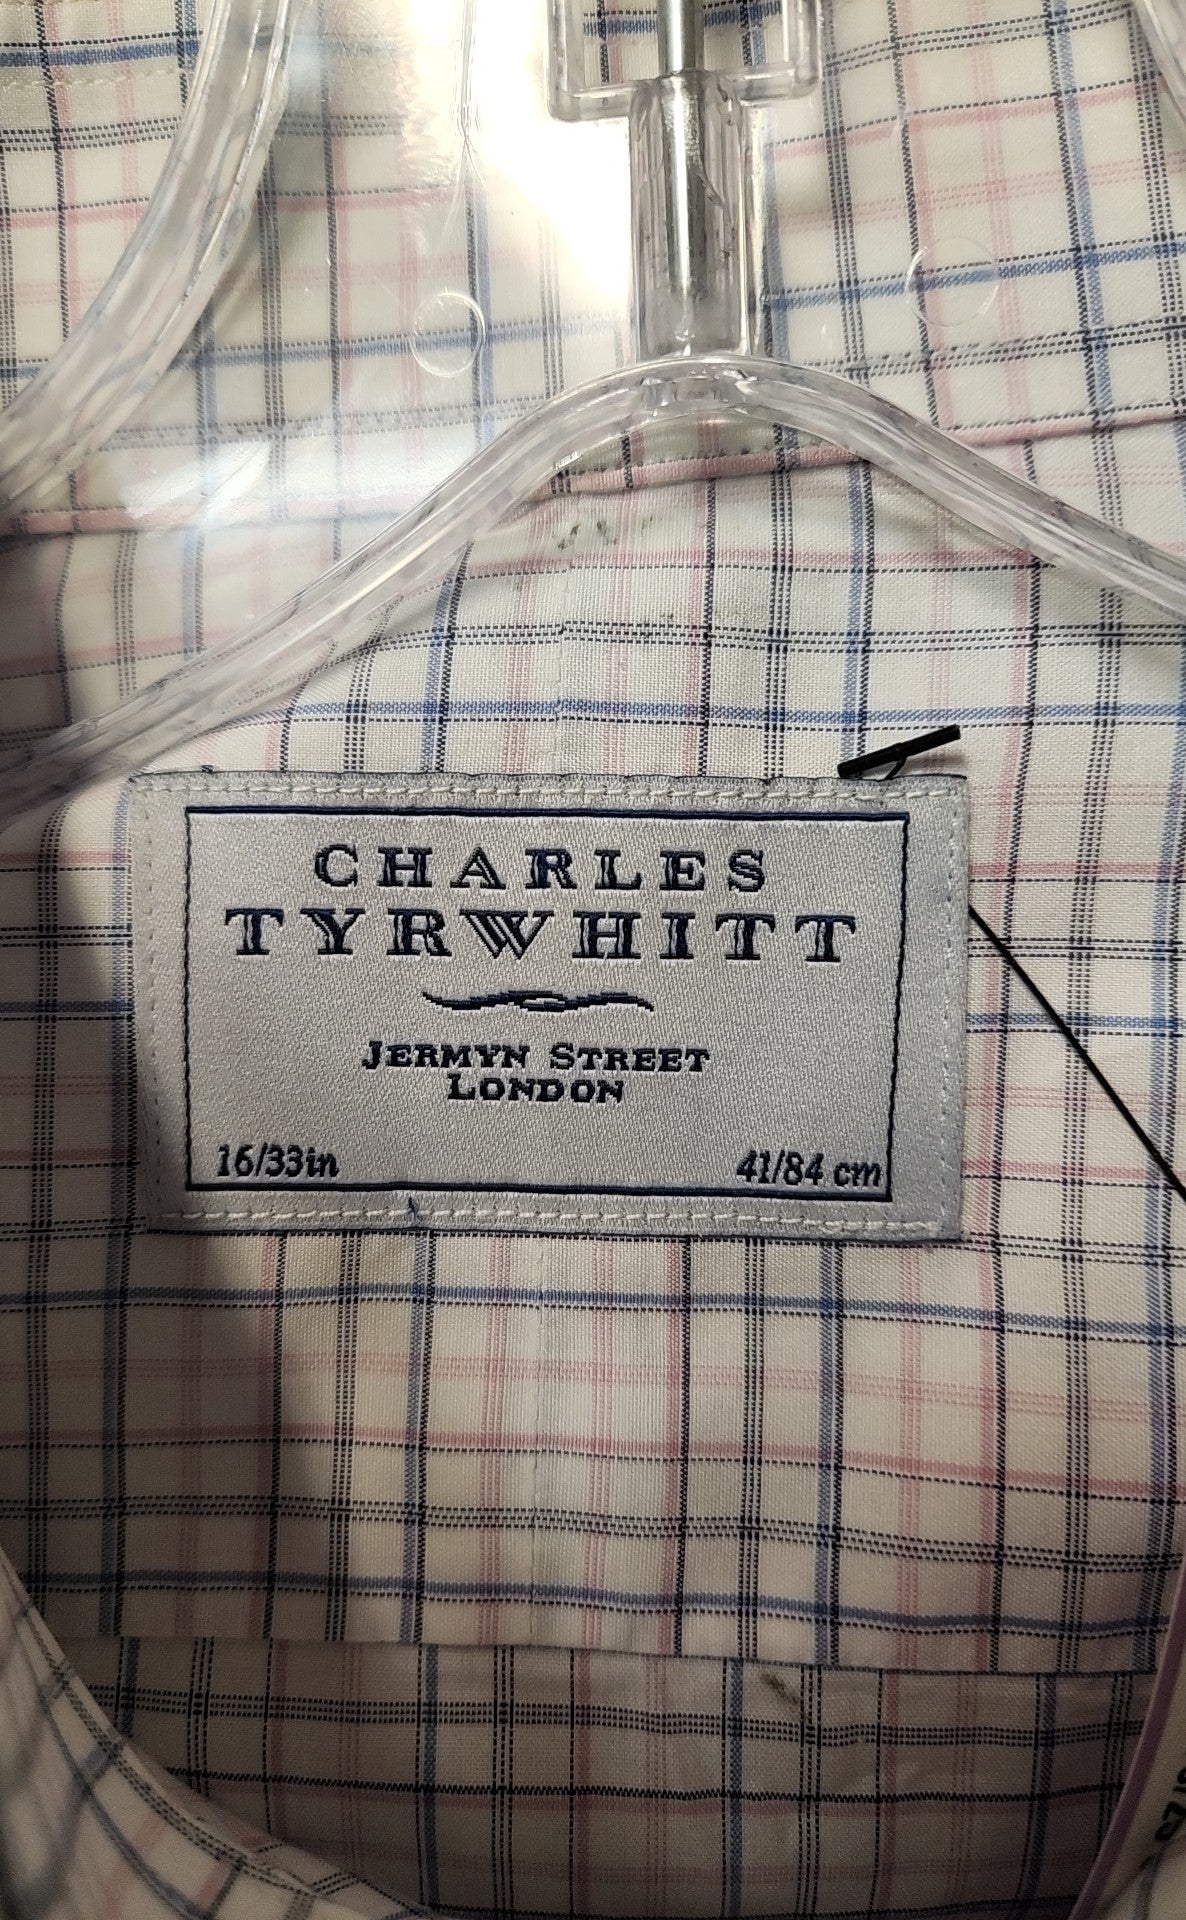 CHARLES
TYRWHITT
JERMYN STREET
LONDON
16/33in 41/84 cm